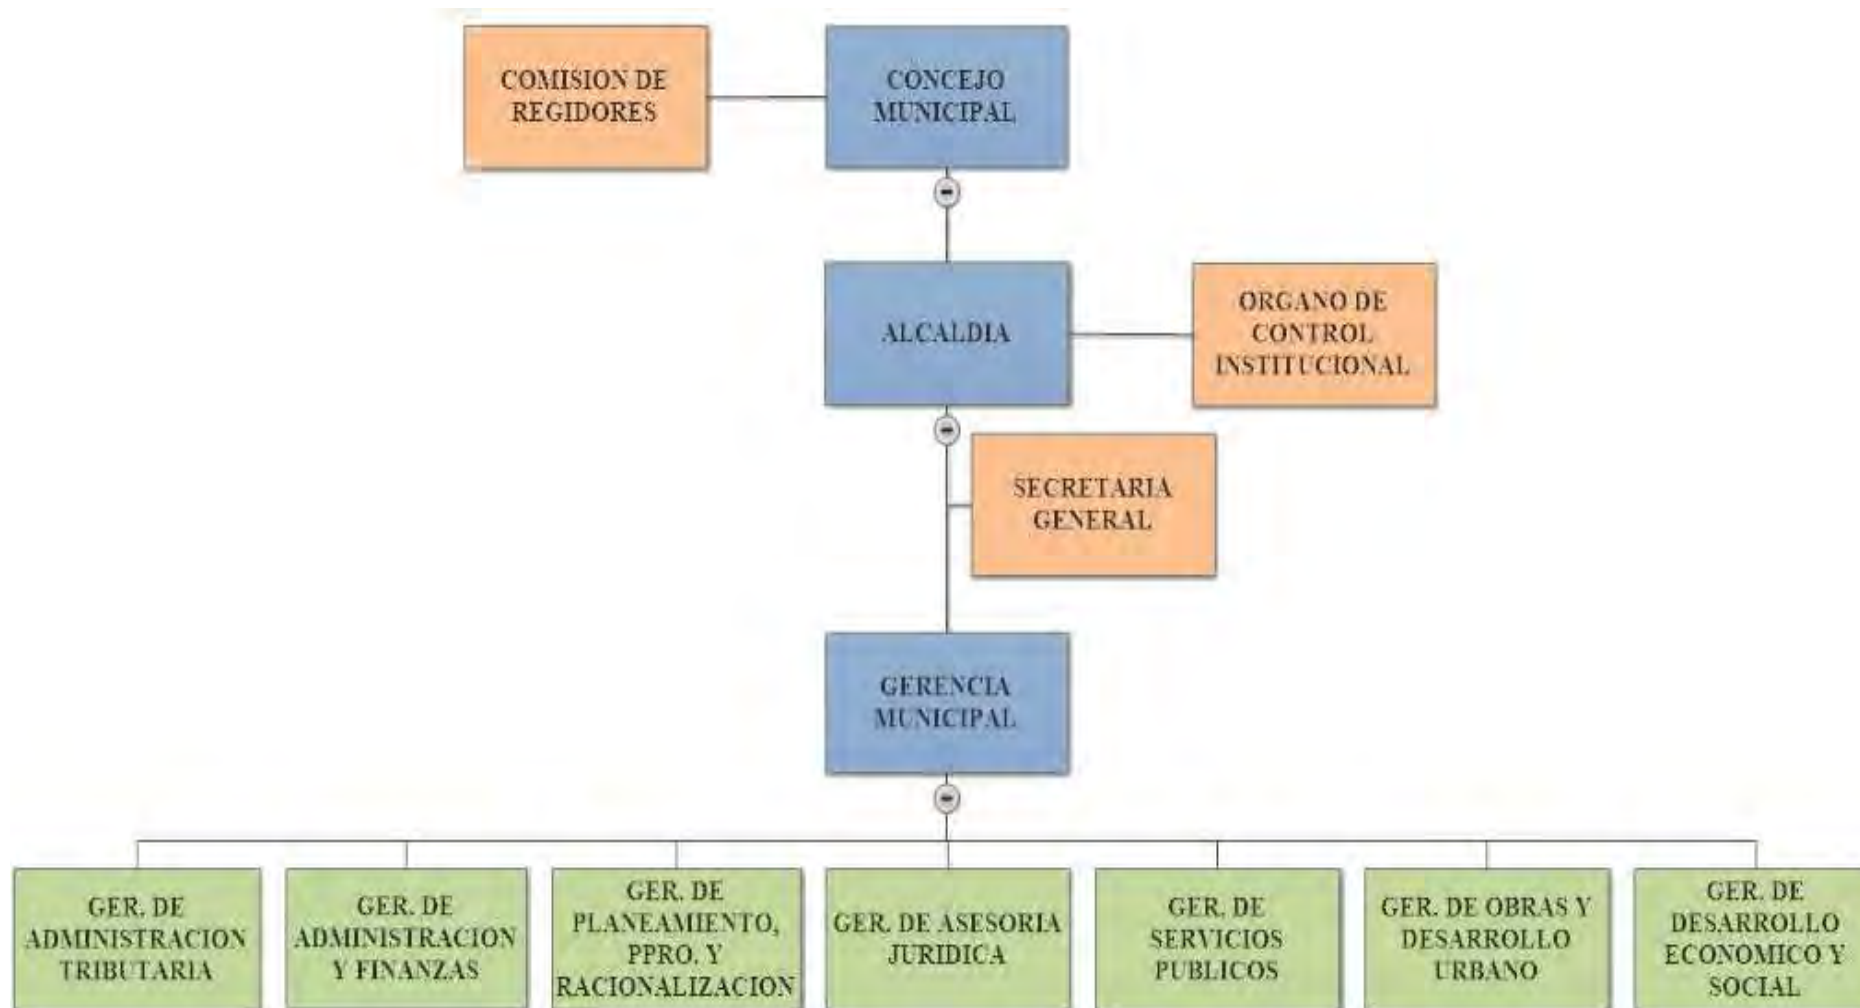 COMISION DE
REGIDORES
CONCEJO
MUNICIPAL
ALCALDIA
ORGANO DE
CONTROL
INSTITUCIONAL
SECRETARIA
GENERAL
GERENCIA
MUNICIPAL
GER. DE
ADMINISTRACION
TRIBUTARIA
GER. DE
ADMINISTRACION
Y FINANZAS
GER. DE
PLANEAMIENTO,
PPRO. Y
RACIONALIZACION
GER. DE ASESORIA
JURIDICA
GER. DE
SERVICIOS
PUBLICOS
GER. DE OBRAS Y
DESARROLLO
URBANO
GER. DE
DESARROLLO
ECONOMICO Y
SOCIAL